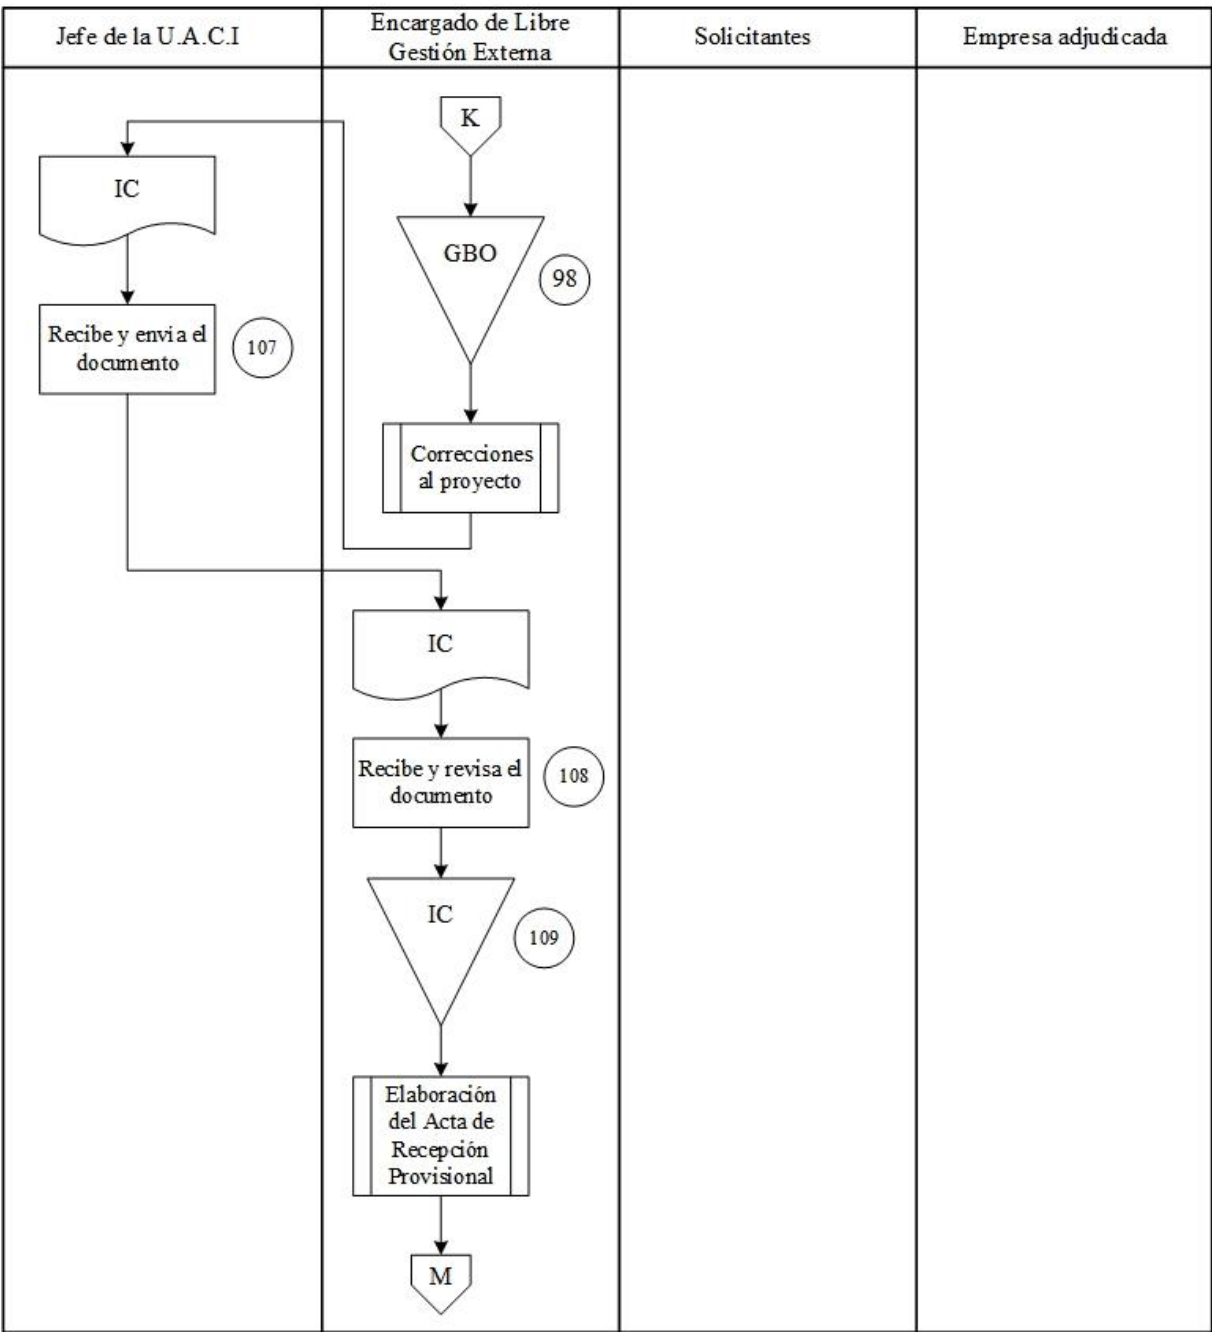 Jefe de la U.A.C.I
Encargado de Libre
Gestión Externa
Solicitantes
Empresa adjudicada
K
IC
GBO
98
Recibe y envia el
documento
107
Correcciones
al proyecto
IC
Recibe y revisa el
documento
108
IC
109
Elaboración
del Acta de
Recepción
Provisional
M